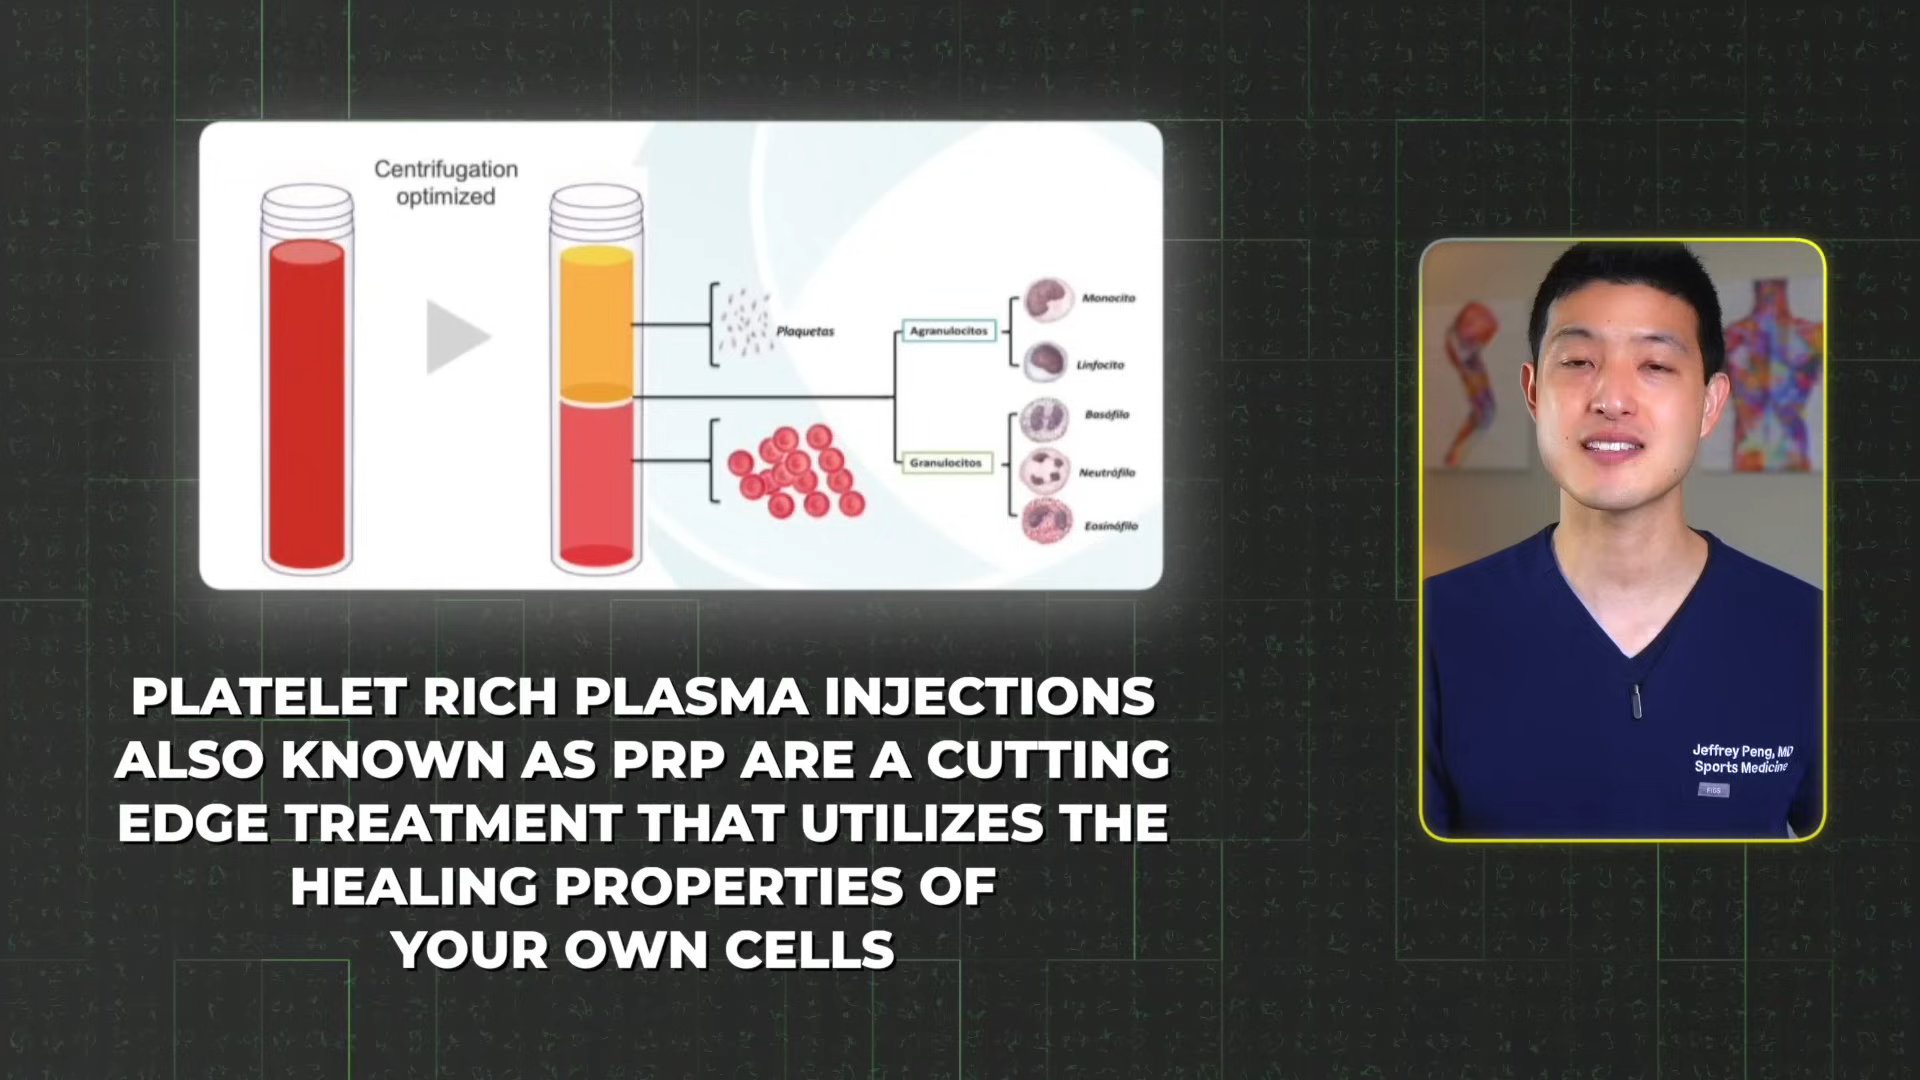 Centrifugation
optimized
Plaquetas
Agranulocitos
Monocito
Linfocito
Granulocitos
Basófilo
Neutrófilo
Eosinófilo
PLATELET RICH PLASMA INJECTIONS
ALSO KNOWN AS PRP ARE A CUTTING
EDGE TREATMENT THAT UTILIZES THE
HEALING PROPERTIES OF
YOUR OWN CELLS
Jeffrey Peng, MD
Sports Medicine
FIGS